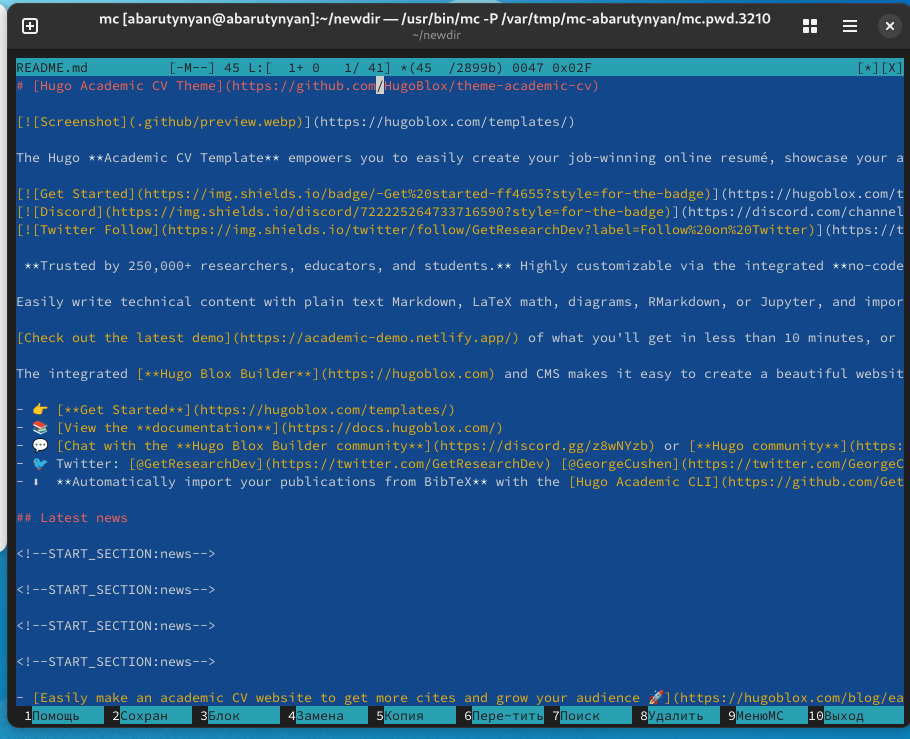 mc [abarutynyan@abarutynyan]:~/newdir — /usr/bin/mc -P /var/tmp/mc-abarutynyan/mc.pwd.3210
~/newdir
README.md [-M--] 45 L:[ 1+ 0 1/ 41] *(45 /2899b) 0047 0x02F [*][X]
# [Hugo Academic CV Theme](https://github.com/HugoBlox/theme-academic-cv)
[![Screenshot](.github/preview.webp)](https://hugoblox.com/templates/)
The Hugo **Academic CV Template** empowers you to easily create your job-winning online resumé, showcase your a
[![Get Started](https://img.shields.io/badge/-Get%20started-ff4655?style=for-the-badge)](https://hugoblox.com/t
[![Discord](https://img.shields.io/discord/722225264733716590?style=for-the-badge)](https://discord.com/channel
[![Twitter Follow](https://img.shields.io/twitter/follow/GetResearchDev?label=Follow%20on%20Twitter)](https://t
**Trusted by 250,000+ researchers, educators, and students.** Highly customizable via the integrated **no-code
Easily write technical content with plain text Markdown, LaTeX math, diagrams, RMarkdown, or Jupyter, and impor
[Check out the latest demo](https://academic-demo.netlify.app/) of what you'll get in less than 10 minutes, or
The integrated [**Hugo Blox Builder**](https://hugoblox.com) and CMS makes it easy to create a beautiful websit
- 👉 [**Get Started**](https://hugoblox.com/templates/)
- 📚 [View the **documentation**](https://docs.hugoblox.com/)
- 💬 [Chat with the **Hugo Blox Builder community**](https://discord.gg/z8wNYzb) or [**Hugo community**](https:
- 🐦 Twitter: [@GetResearchDev](https://twitter.com/GetResearchDev) [@GeorgeCushen](https://twitter.com/GeorgeC
- ⬇️ **Automatically import your publications from BibTeX** with the [Hugo Academic CLI](https://github.com/Get
## Latest news
<!--START_SECTION:news-->
<!--START_SECTION:news-->
<!--START_SECTION:news-->
<!--START_SECTION:news-->
- [Easily make an academic CV website to get more cites and grow your audience 🚀](https://hugoblox.com/blog/ea
1Помощь 2Сохран 3Блок 4Замена 5Копия 6Пере~тить 7Поиск 8Удалить 9МенюMC 10Выход